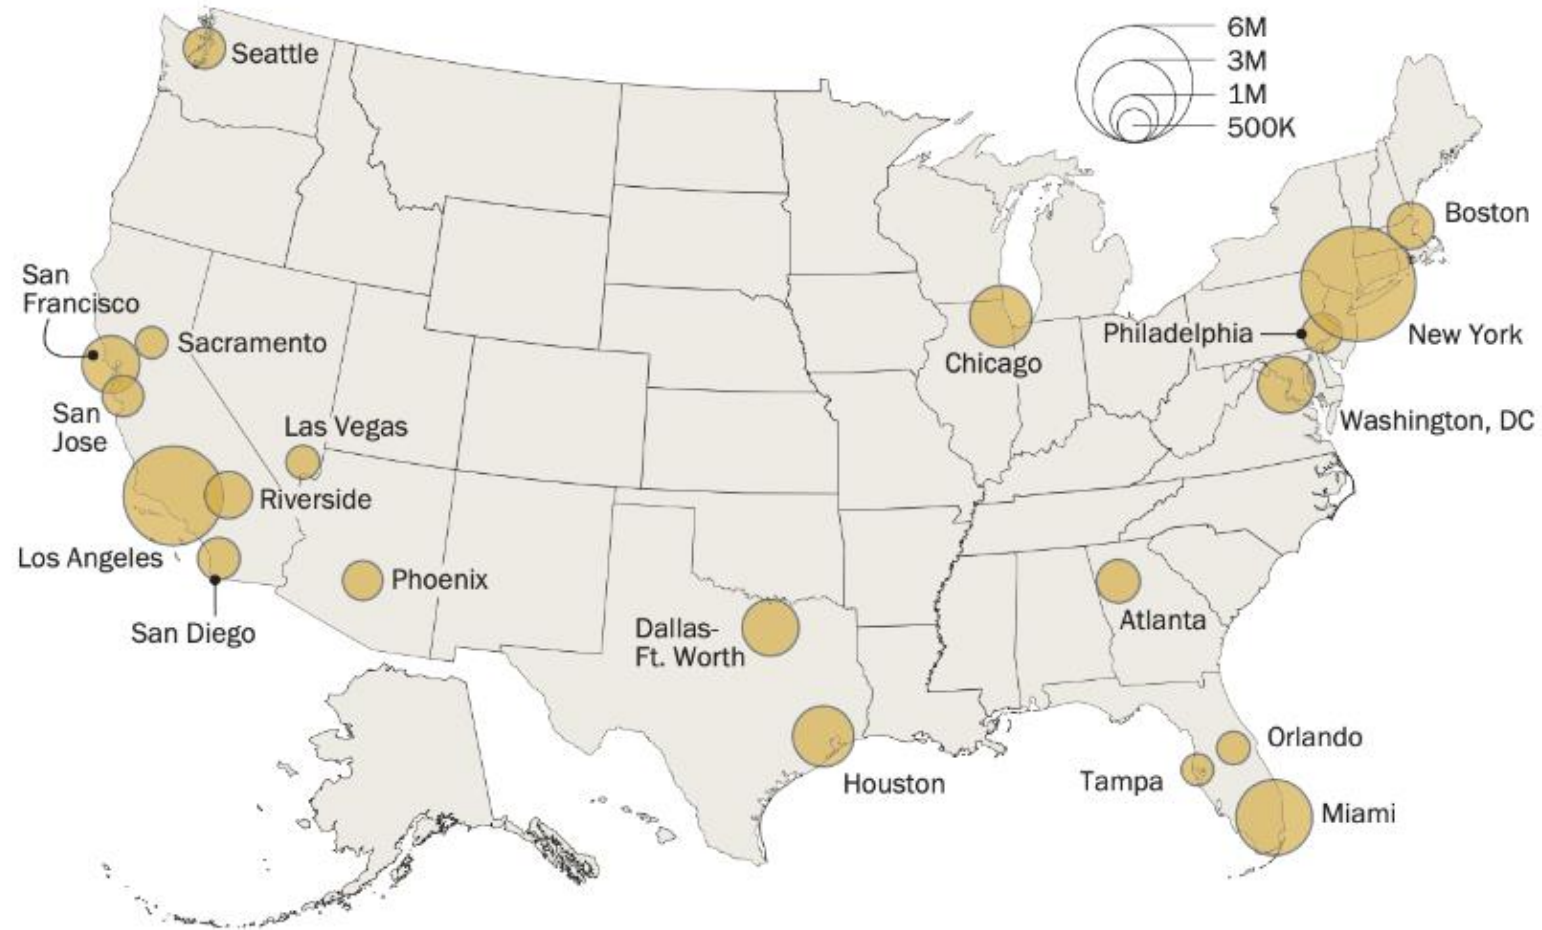 6M
3M
1M
500K
Seattle
San
Francisco
Sacramento
San
Jose
Las Vegas
Riverside
Los Angeles
San Diego
Phoenix
Dallas-
Ft. Worth
Houston
Chicago
Boston
New York
Philadelphia
Washington, DC
Atlanta
Orlando
Tampa
Miami